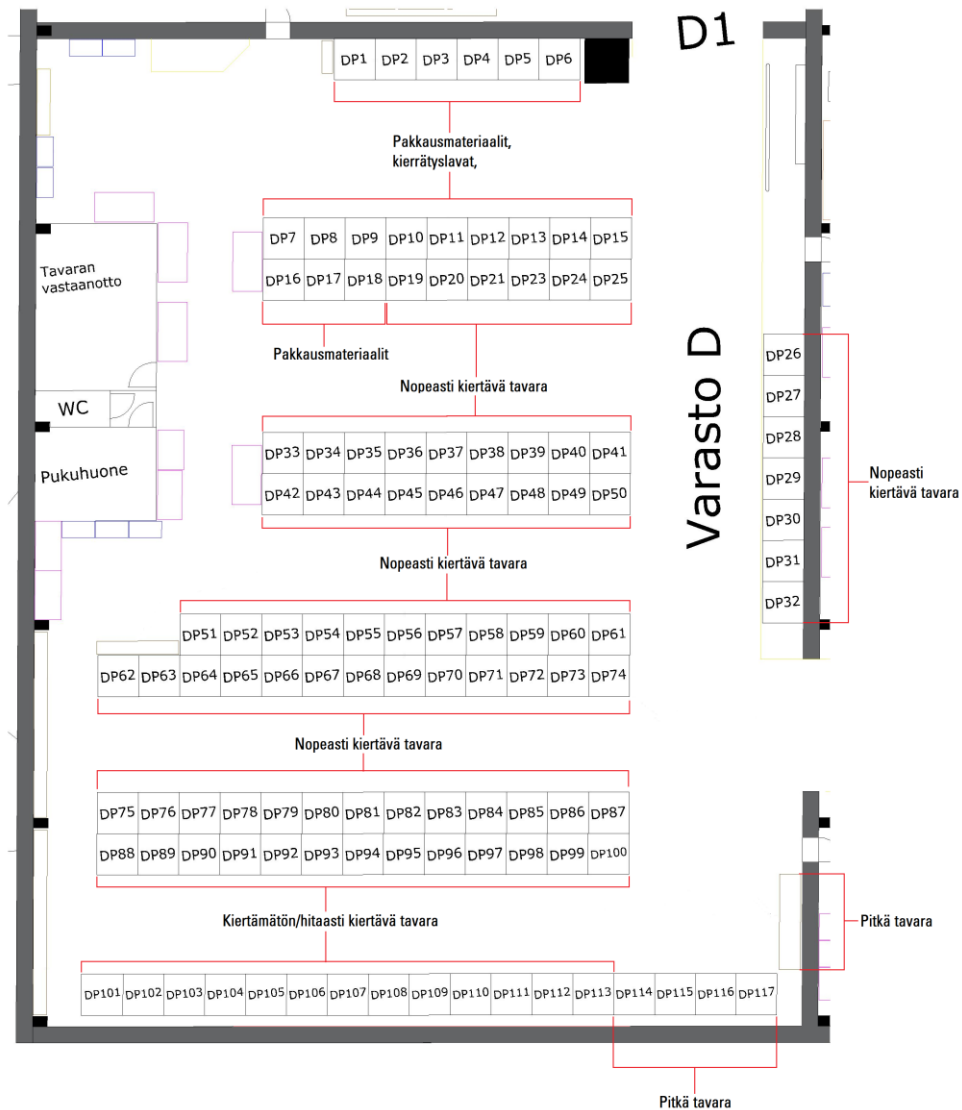 D1
DP1 DP2 DP3 DP4 DP5 DP6
Pakkausmateriaalit,
kierrätyslavat,
DP7 DP8 DP9 DP10 DP11 DP12 DP13 DP14 DP15
DP16 DP17 DP18 DP19 DP20 DP21 DP23 DP24 DP25
Tavaran
vastaanotto
Pakkausmateriaalit
Nopeasti kiertävä tavara
WC
Pukuhuone
Varasto D
DP26
DP27
DP28
DP29
DP30
DP31
DP32
Nopeasti
kiertävä tavara
DP33 DP34 DP35 DP36 DP37 DP38 DP39 DP40 DP41
DP42 DP43 DP44 DP45 DP46 DP47 DP48 DP49 DP50
Nopeasti kiertävä tavara
DP51 DP52 DP53 DP54 DP55 DP56 DP57 DP58 DP59 DP60 DP61
DP62 DP63 DP64 DP65 DP66 DP67 DP68 DP69 DP70 DP71 DP72 DP73 DP74
Nopeasti kiertävä tavara
DP75 DP76 DP77 DP78 DP79 DP80 DP81 DP82 DP83 DP84 DP85 DP86 DP87
DP88 DP89 DP90 DP91 DP92 DP93 DP94 DP95 DP96 DP97 DP98 DP99 DP100
Kiertämätön/hitaasti kiertävä tavara
Pitkä tavara
DP101 DP102 DP103 DP104 DP105 DP106 DP107 DP108 DP109 DP110 DP111 DP112 DP113 DP114 DP115 DP116 DP117
Pitkä tavara